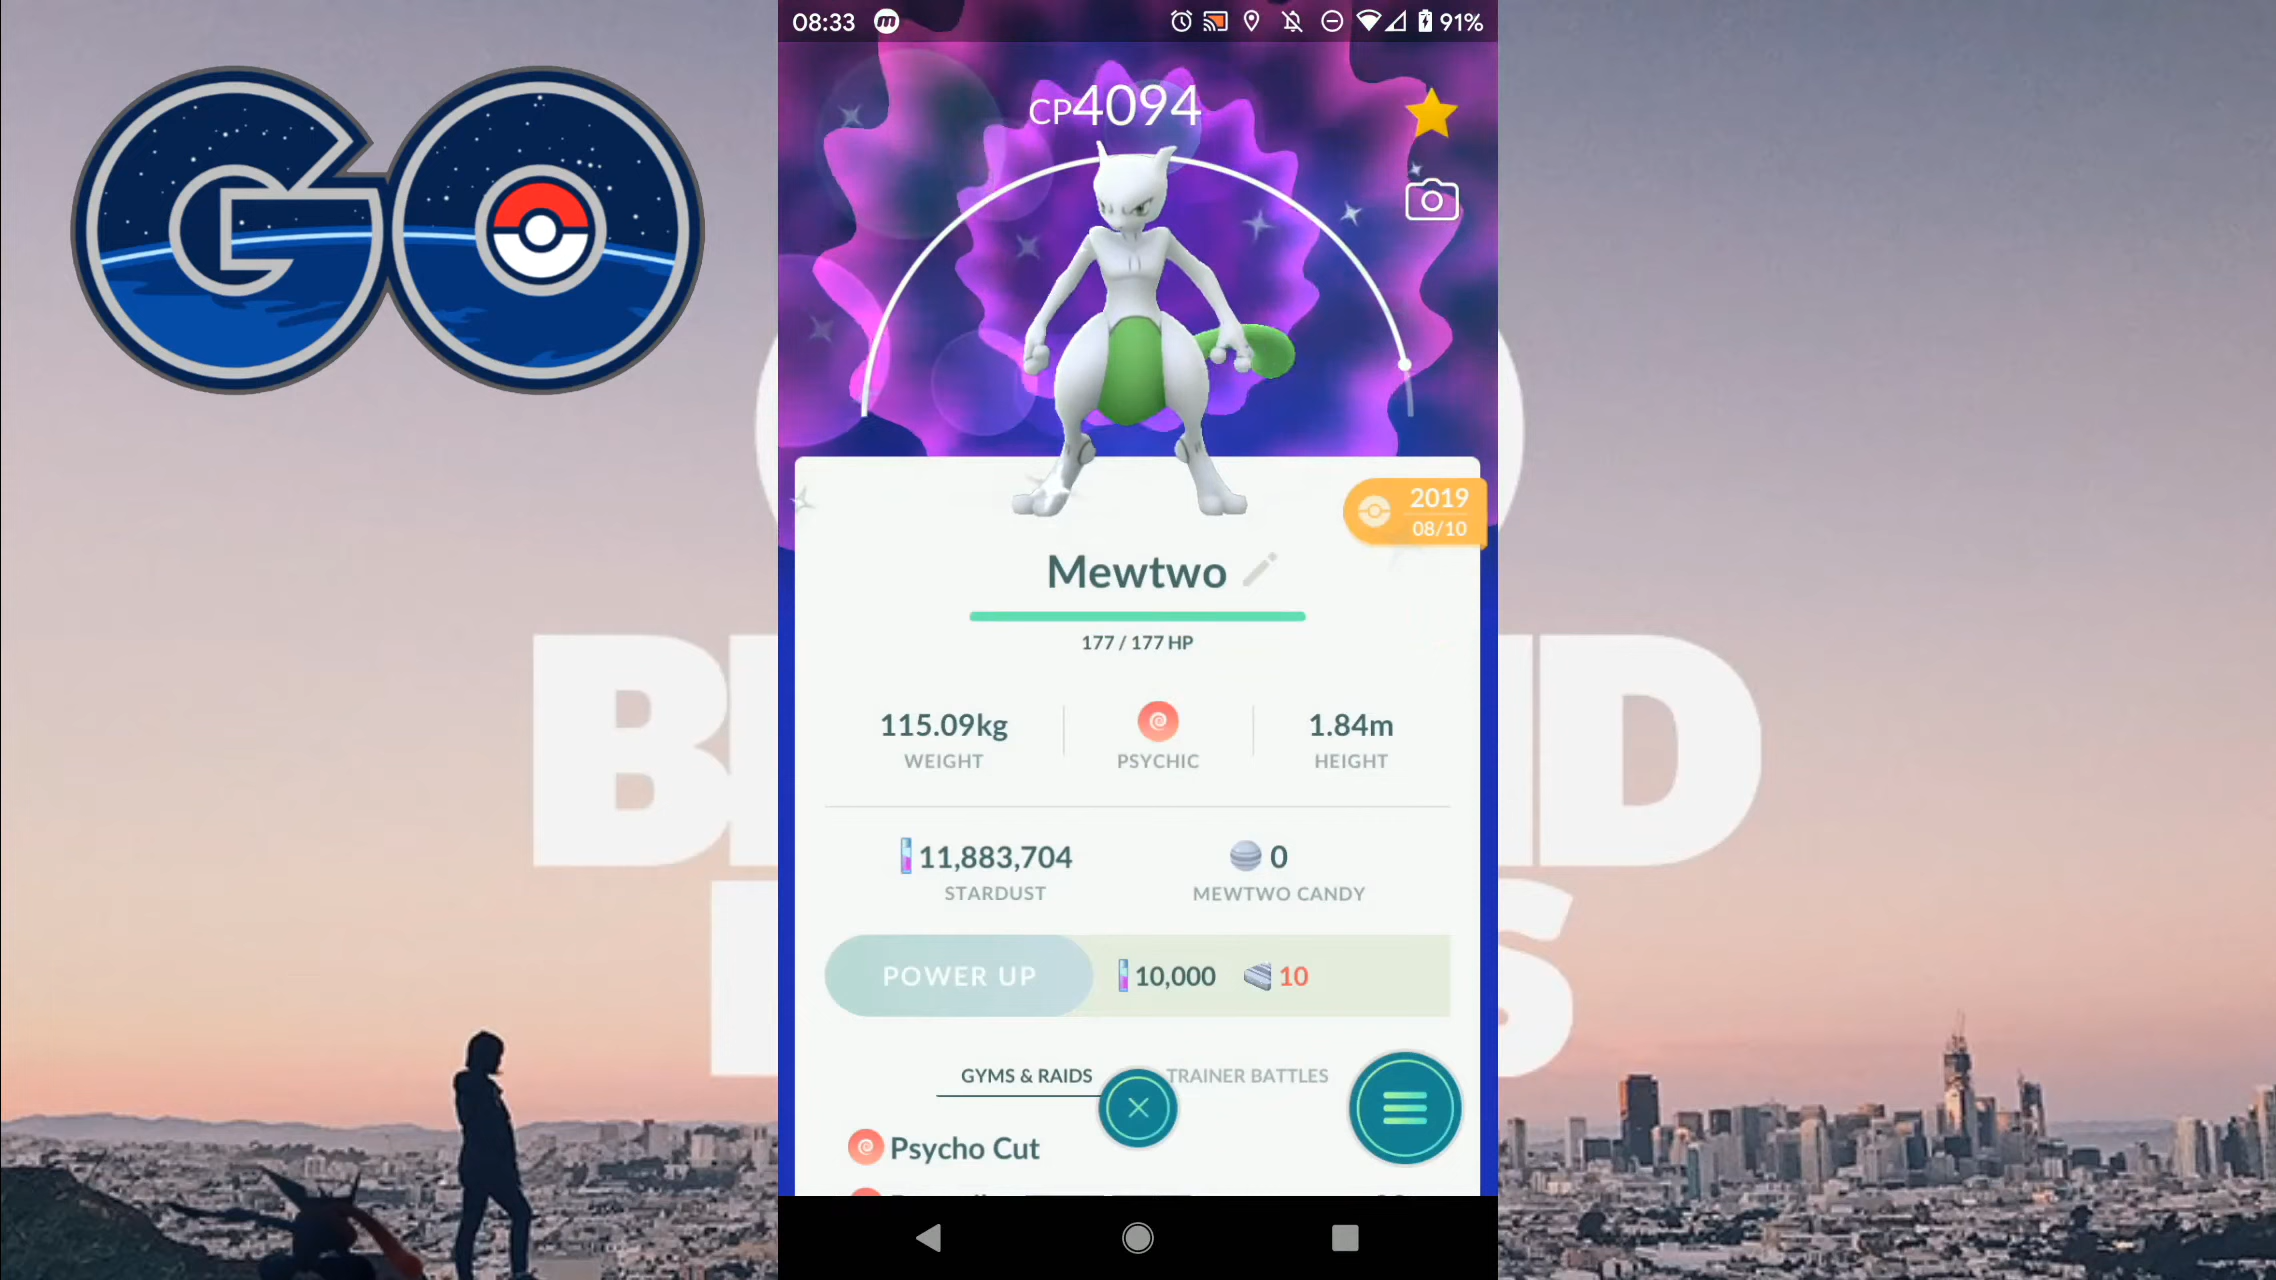 08:33
91%
GO
CP4094
2019
08/10
Mewtwo
177 / 177 HP
115.09kg
WEIGHT
PSYCHIC
1.84m
HEIGHT
11,883,704
STARDUST
0
MEWTWO CANDY
POWER UP
10,000
10
GYMS & RAIDS
TRAINER BATTLES
Psycho Cut